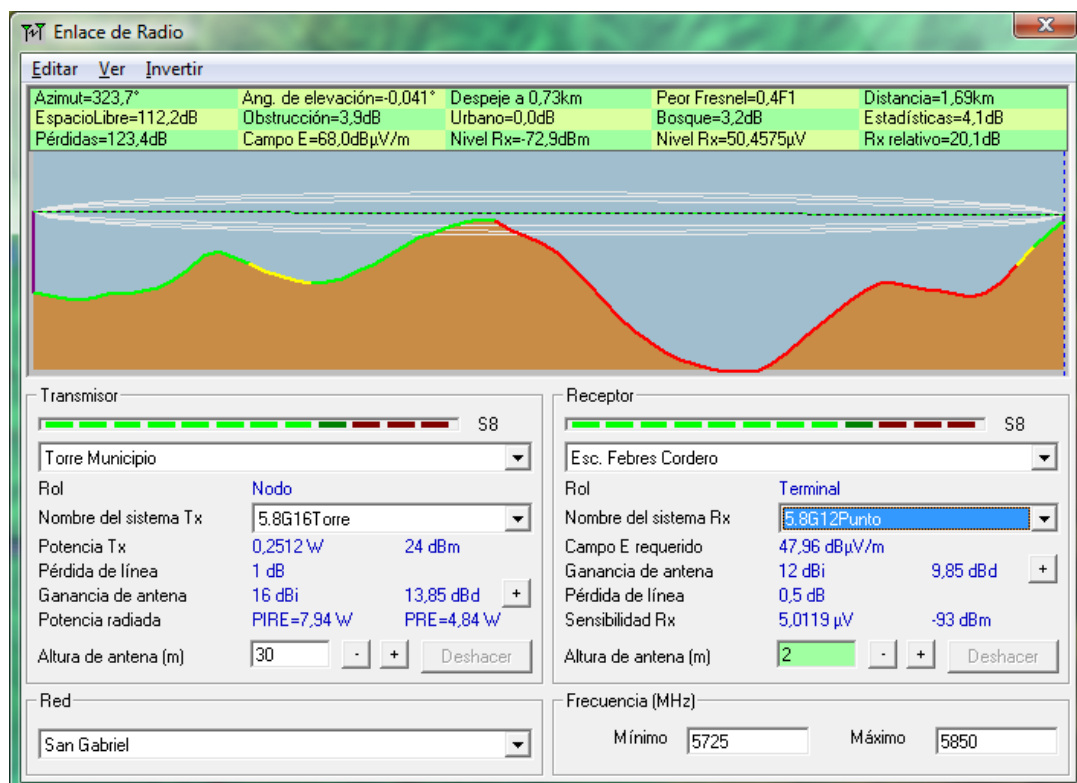 Enlace de Radio
X
Editar Ver Invertir
Azimut=323,7° Ang. de elevación=-0,041° Despeje a 0,73km Peor Fresnel=0,4F1 Distancia=1,69km
EspacioLibre=112,2dB Obstrucción=3,9dB Urbano=0,0dB Bosque=3,2dB Estadísticas=4,1dB
Pérdidas=123,4dB Campo E=68,0dBµV/m Nivel Rx=-72,9dBm Nivel Rx=50,4575µV Rx relativo=20,1dB
Transmisor
S8
Torre Municipio
Rol Nodo
Nombre del sistema Tx 5.8G16Torre
Potencia Tx 0,2512 W 24 dBm
Pérdida de línea 1 dB
Ganancia de antena 16 dBi 13,85 dBd +
Potencia radiada PIRE=7,94 W PRE=4,84 W
Altura de antena (m) 30 - + Deshacer
Red
San Gabriel
Receptor
S8
Esc. Febres Cordero
Rol Terminal
Nombre del sistema Rx 5.8G12Punto
Campo E requerido 47,96 dBµV/m
Ganancia de antena 12 dBi 9,85 dBd +
Pérdida de línea 0,5 dB
Sensibilidad Rx 5,0119 µV -93 dBm
Altura de antena (m) 2 - + Deshacer
Frecuencia (MHz)
Mínimo 5725 Máximo 5850